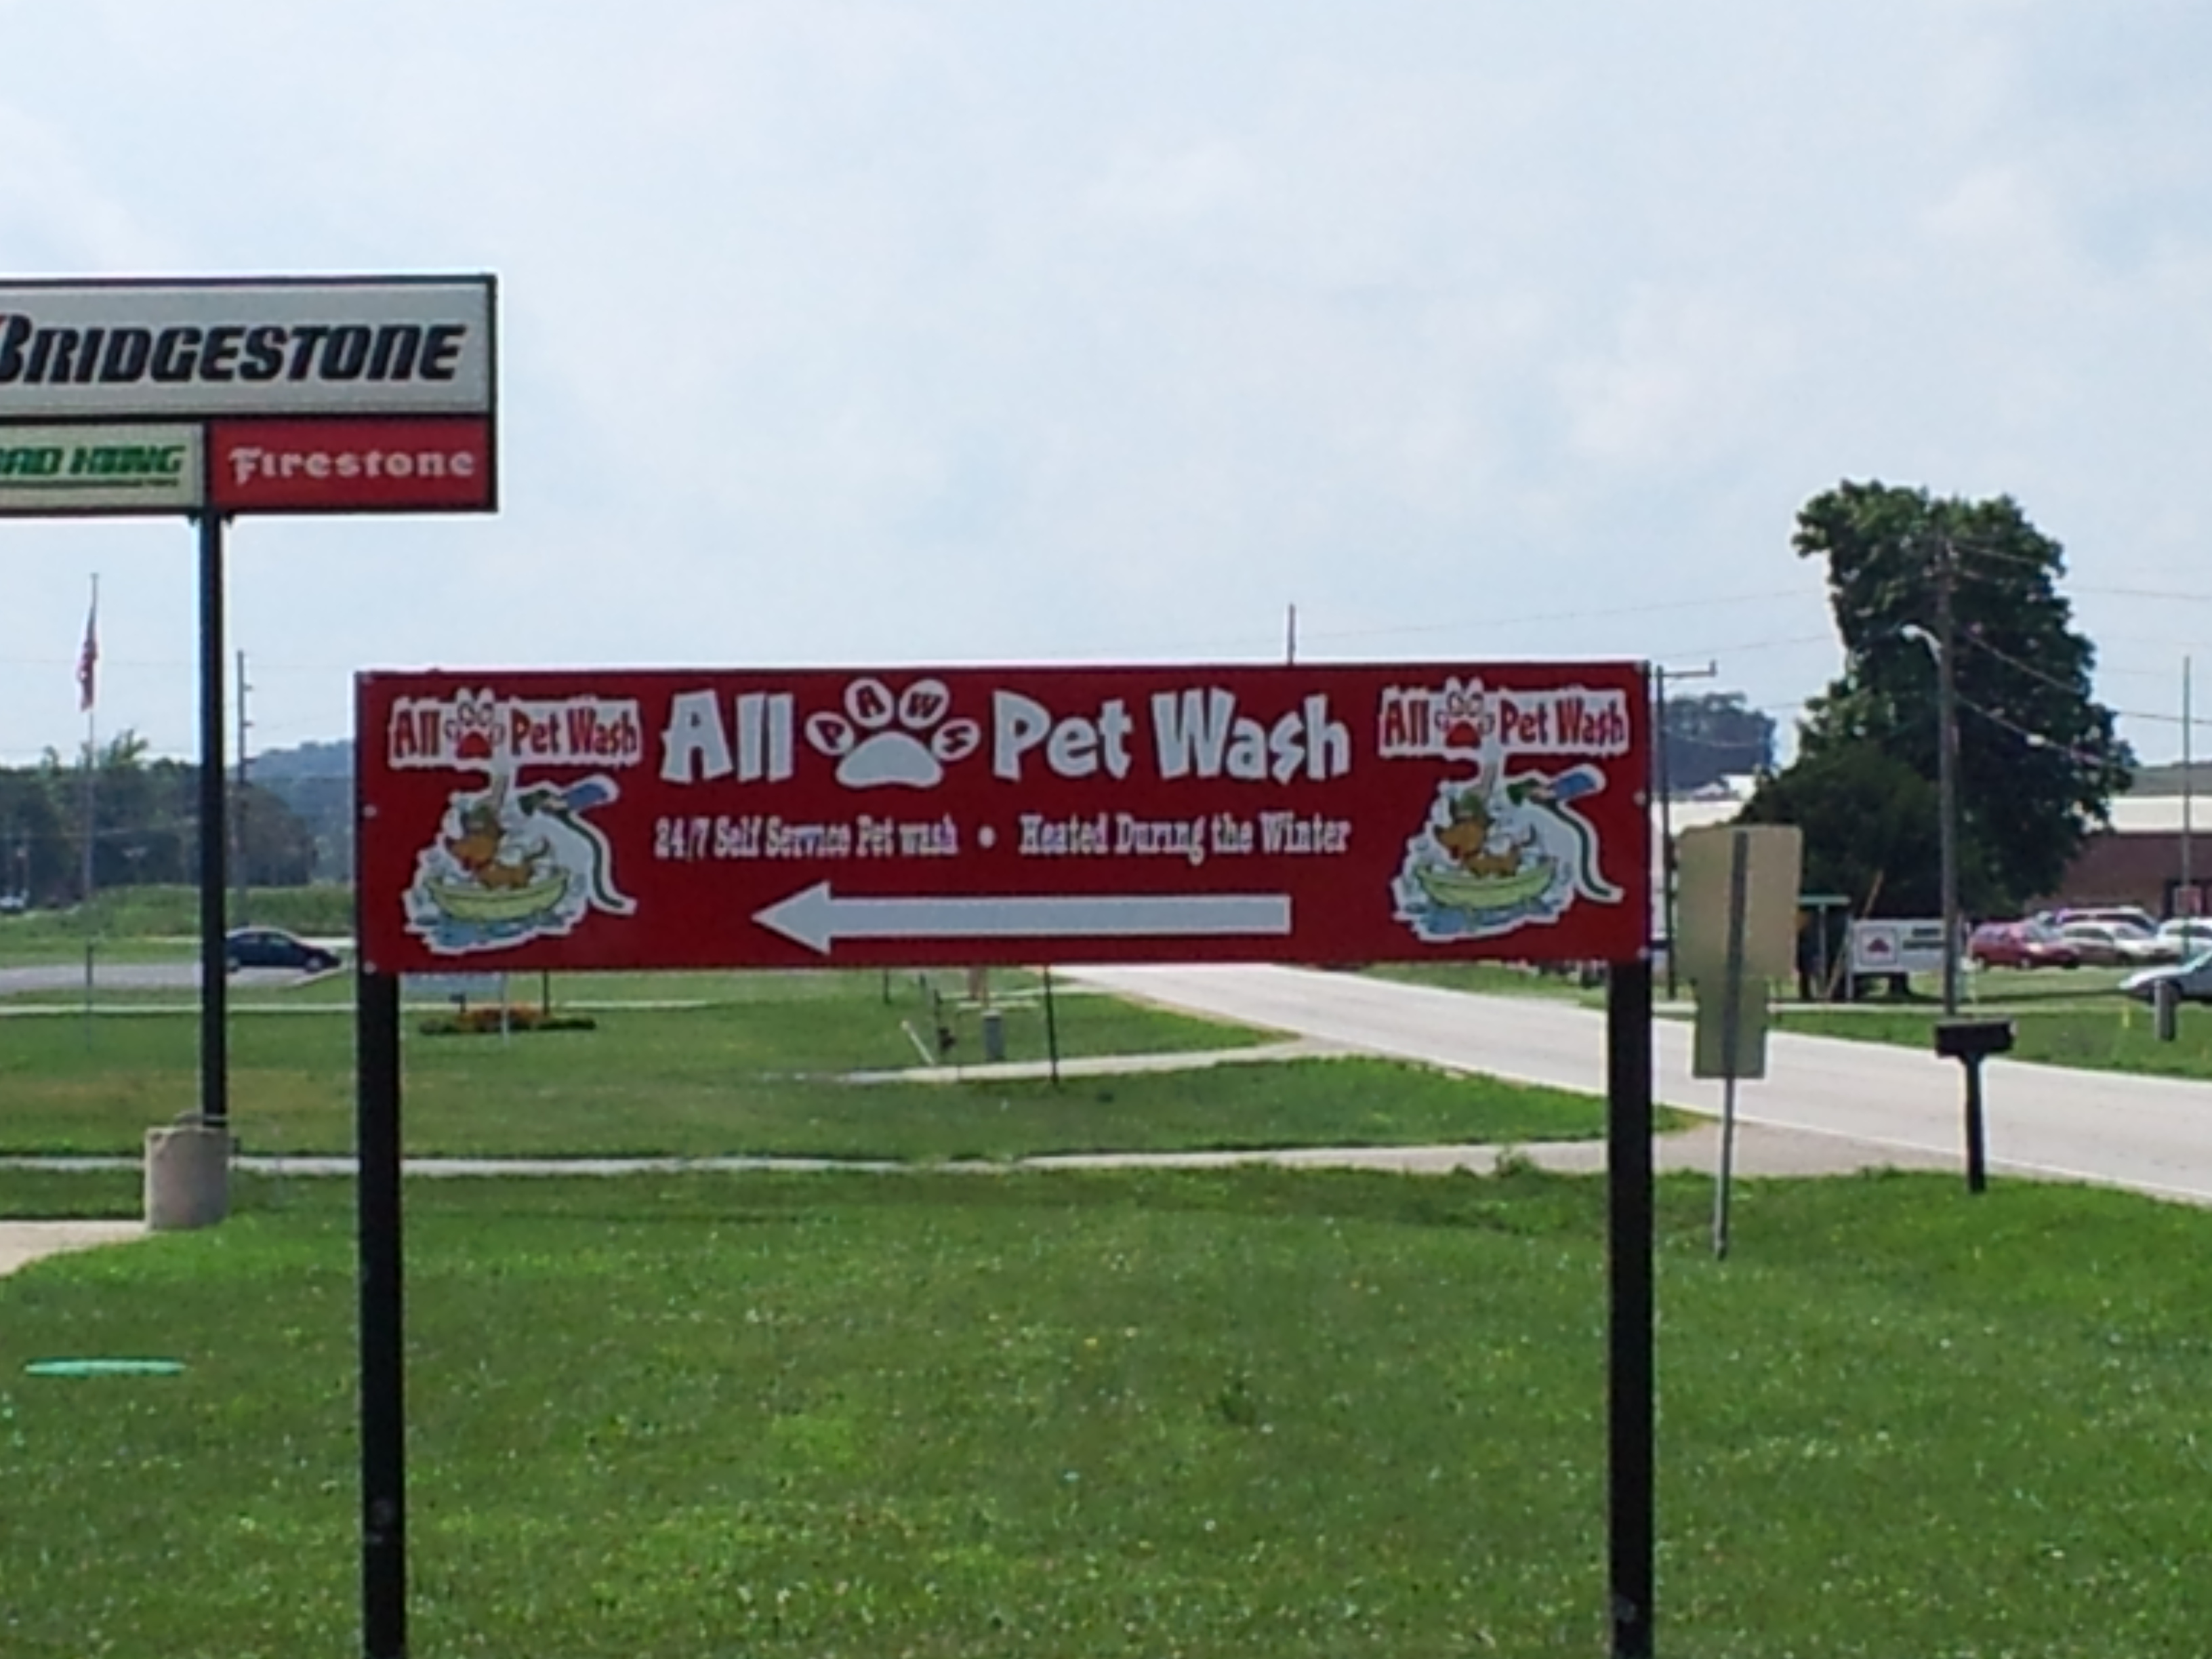 BRIDGESTONE
KING Firestone
All Pet Wash
All PAWS Pet Wash
All Pet Wash
24/7 Self Service Pet wash • Heated During the Winter